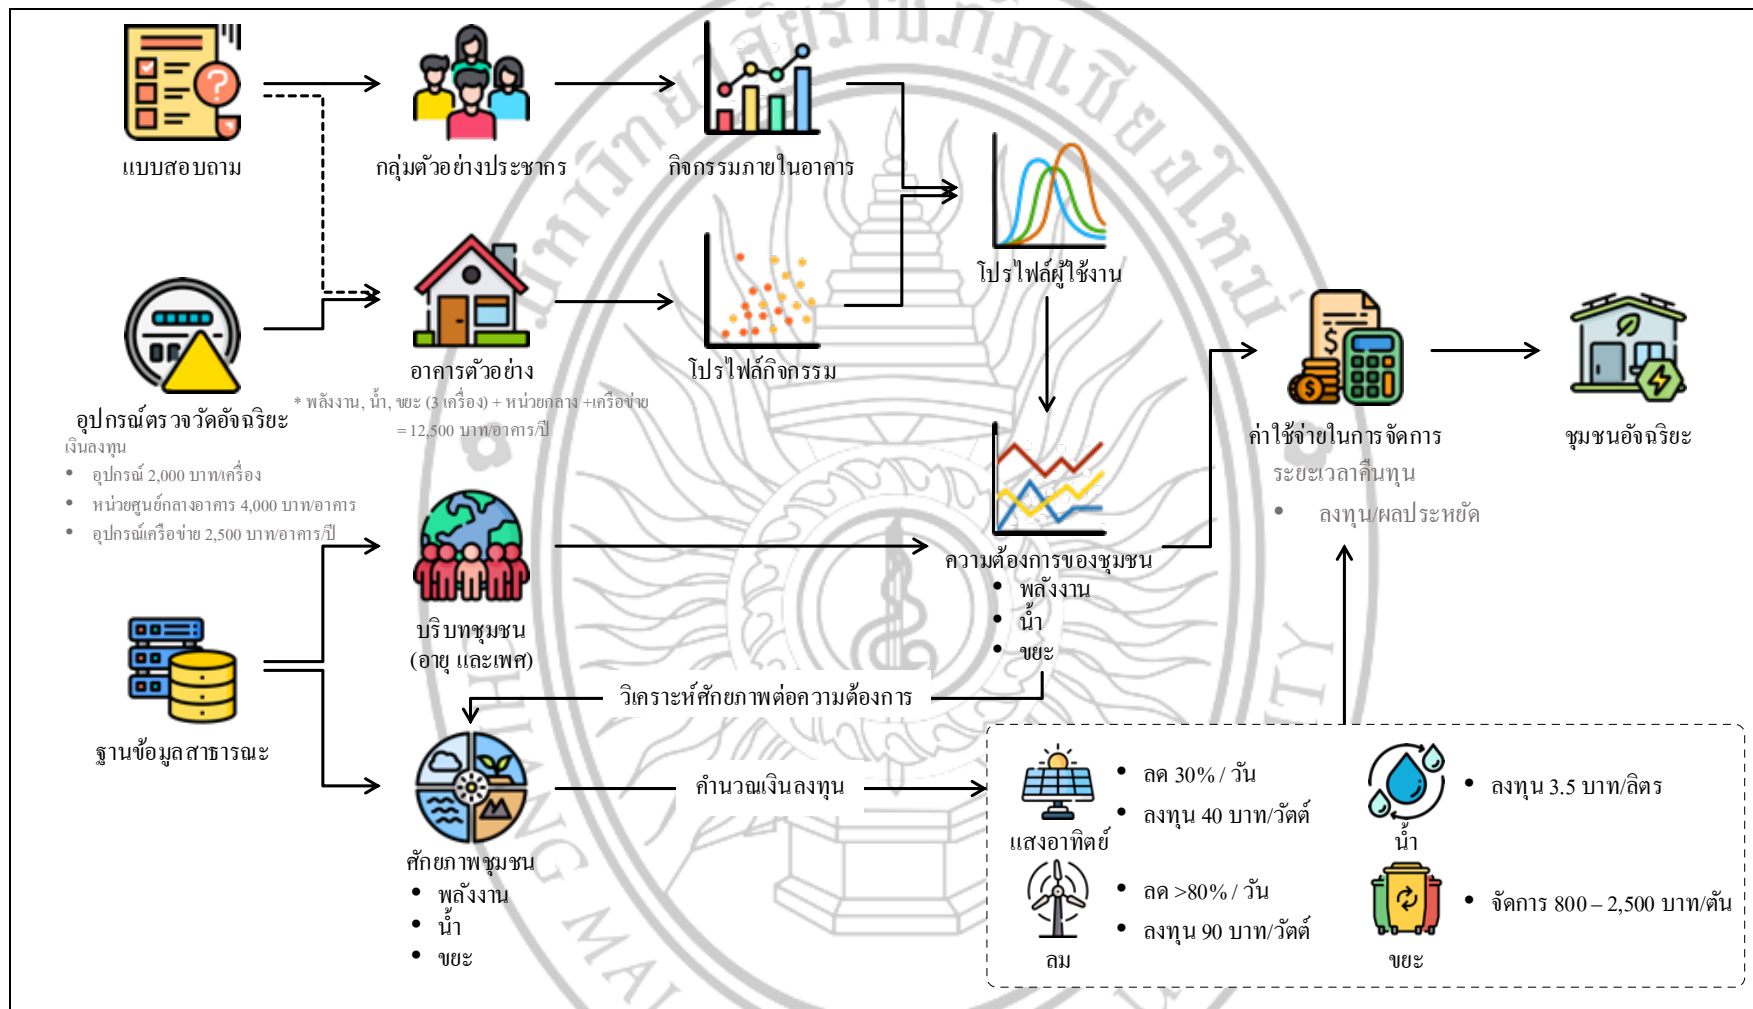 แบบสอบถาม
กลุ่มตัวอย่างประชากร
กิจกรรมภายในอาคาร
โปรไฟล์ผู้ใช้งาน
อุปกรณ์ตรวจวัดอัจฉริยะ
เงินลงทุน
• อุปกรณ์ 2,000 บาท/เครื่อง
• หน่วยศูนย์กลางอาคาร 4,000 บาท/อาคาร
• อุปกรณ์เครือข่าย 2,500 บาท/อาคาร/ปี
อาคารตัวอย่าง
* พลังงาน, น้ำ, ขยะ (3 เครื่อง) + หน่วยกลาง +เครือข่าย
= 12,500 บาท/อาคาร/ปี
โปรไฟล์กิจกรรม
ค่าใช้จ่ายในการจัดการ
ระยะเวลาคืนทุน
• ลงทุน/ผลประหยัด
ชุมชนอัจฉริยะ
ความต้องการของชุมชน
• พลังงาน
• น้ำ
• ขยะ
บริบทชุมชน
(อายุ และเพศ)
ฐานข้อมูลสาธารณะ
วิเคราะห์ศักยภาพต่อความต้องการ
คำนวณเงินลงทุน
ศักยภาพชุมชน
• พลังงาน
• น้ำ
• ขยะ
• ลด 30% / วัน
• ลงทุน 40 บาท/วัตต์
แสงอาทิตย์
• ลงทุน 3.5 บาท/ลิตร
น้ำ
• ลด >80% / วัน
• ลงทุน 90 บาท/วัตต์
ลม
• จัดการ 800 – 2,500 บาท/ตัน
ขยะ
มหาวิทยาลัยราชภัฏเชียงใหม่
CHIANG MAI